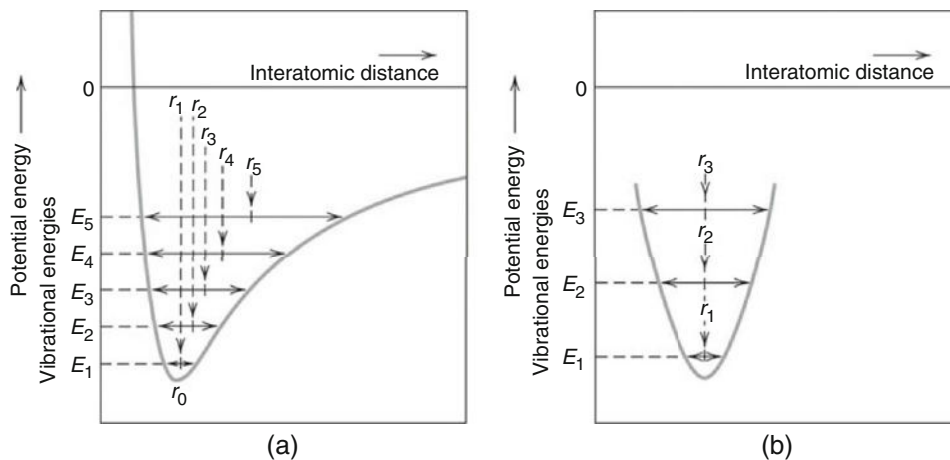 Interatomic distance
0
r1
r2
r3
r4
r5
E5
E4
E3
E2
E1
r0
Potential energy
Vibrational energies
(a)
Interatomic distance
0
r3
E3
r2
E2
r1
E1
Potential energy
Vibrational energies
(b)